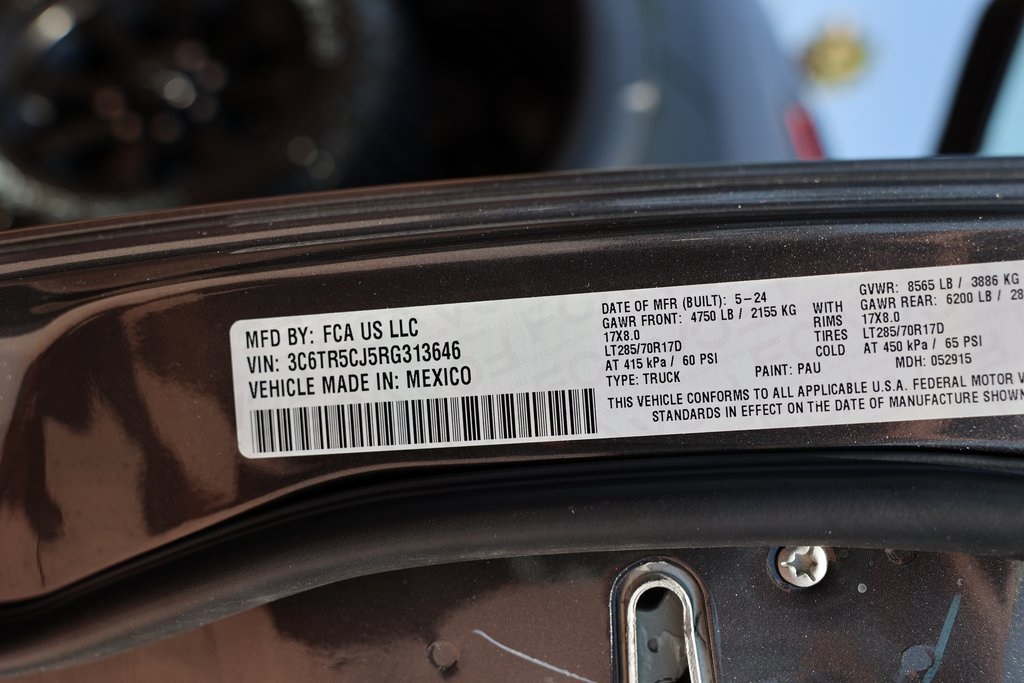 MFD BY: FCA US LLC
VIN: 3C6TR5CJ5RG313646
VEHICLE MADE IN: MEXICO
DATE OF MFR (BUILT): 5-24
GAWR FRONT: 4750 LB / 2155 KG
17X8.0
LT285/70R17D
AT 415 kPa / 60 PSI
TYPE: TRUCK
WITH
RIMS
TIRES
COLD
GVWR: 8565 LB / 3886 KG
GAWR REAR: 6200 LB / 28
17X8.0
LT285/70R17D
AT 450 kPa / 65 PSI
PAINT: PAU
MDH: 052915
THIS VEHICLE CONFORMS TO ALL APPLICABLE U.S.A. FEDERAL MOTOR V
STANDARDS IN EFFECT ON THE DATE OF MANUFACTURE SHOWN